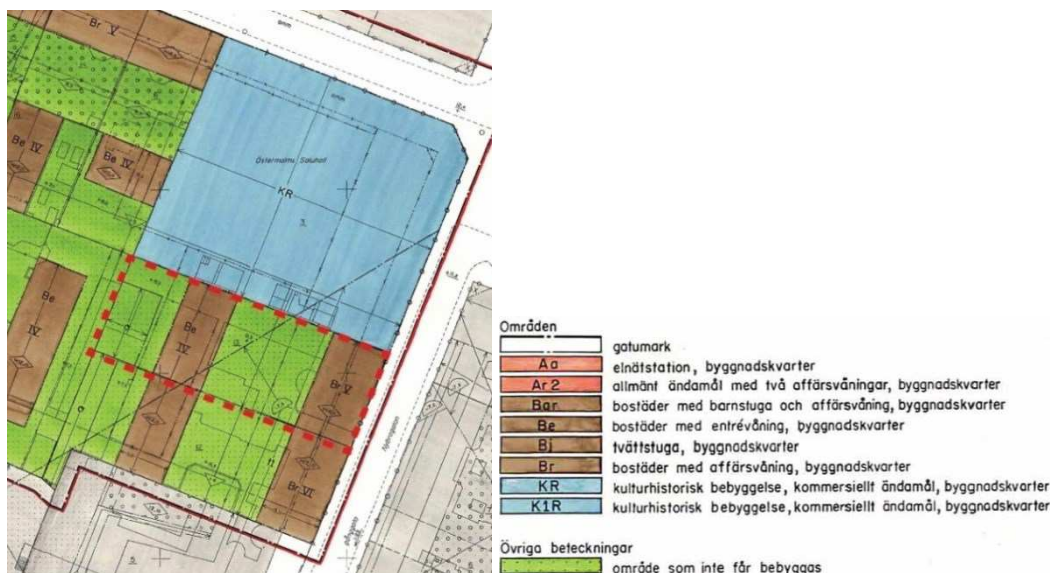 Br V
Be IV
Be IV
Östermalms Saluhall
KR
Be
IV
Be
IV
Br V
Br VI
Områden
gatumark
Aa elnätstation, byggnadskvarter
Ar2 allmänt ändamål med två affärsvåningar, byggnadskvarter
Bar bostäder med barnstuga och affärsvåning, byggnadskvarter
Be bostäder med entrévåning, byggnadskvarter
Bj tvättstuga, byggnadskvarter
Br bostäder med affärsvåning, byggnadskvarter
KR kulturhistorisk bebyggelse, kommersiellt ändamål, byggnadskvarter
K1R kulturhistorisk bebyggelse, kommersiellt ändamål, byggnadskvarter
Övriga beteckningar
område som inte får bebyggas